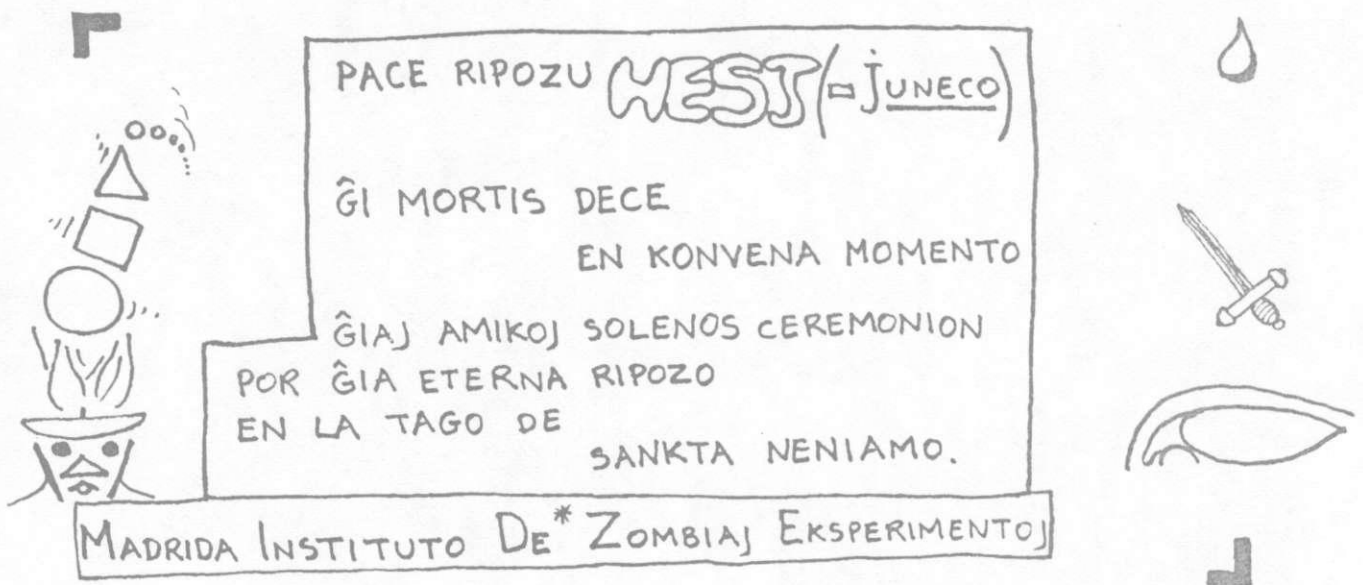 PACE RIPOZU (=jUNECO)
ĜI MORTIS DECE
EN KONVENA MOMENTO
ĜIAJ AMIKOJ SOLENOS CEREMONION
POR ĜIA ETERNA RIPOZO
EN LA TAGO DE
SANKTA NENIAMO.
MADRIDA INSTITUTO DE* ZOMBIAJ EKSPERIMENTOJ